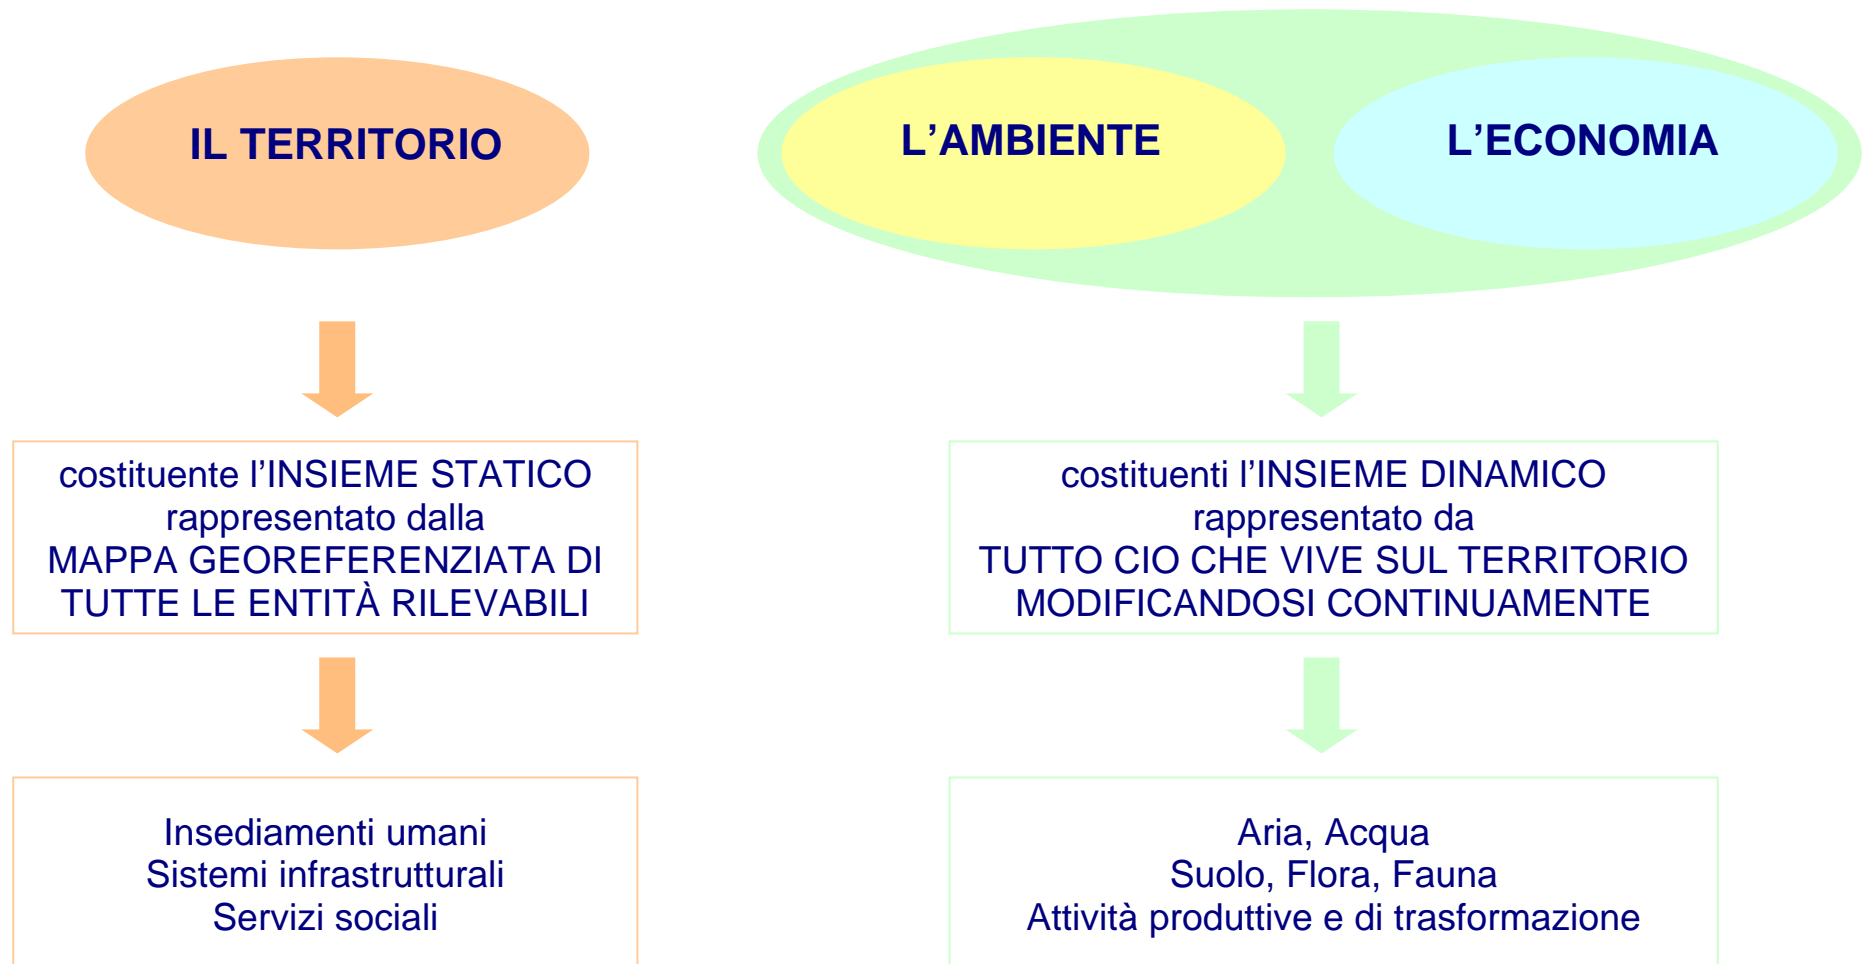 IL TERRITORIO
L’AMBIENTE
L’ECONOMIA
costituente l’INSIEME STATICO
rappresentato dalla
MAPPA GEOREFERENZIATA DI
TUTTE LE ENTITÀ RILEVABILI
costituenti l’INSIEME DINAMICO
rappresentato da
TUTTO CIO CHE VIVE SUL TERRITORIO
MODIFICANDOSI CONTINUAMENTE
Insediamenti umani
Sistemi infrastrutturali
Servizi sociali
Aria, Acqua
Suolo, Flora, Fauna
Attività produttive e di trasformazione